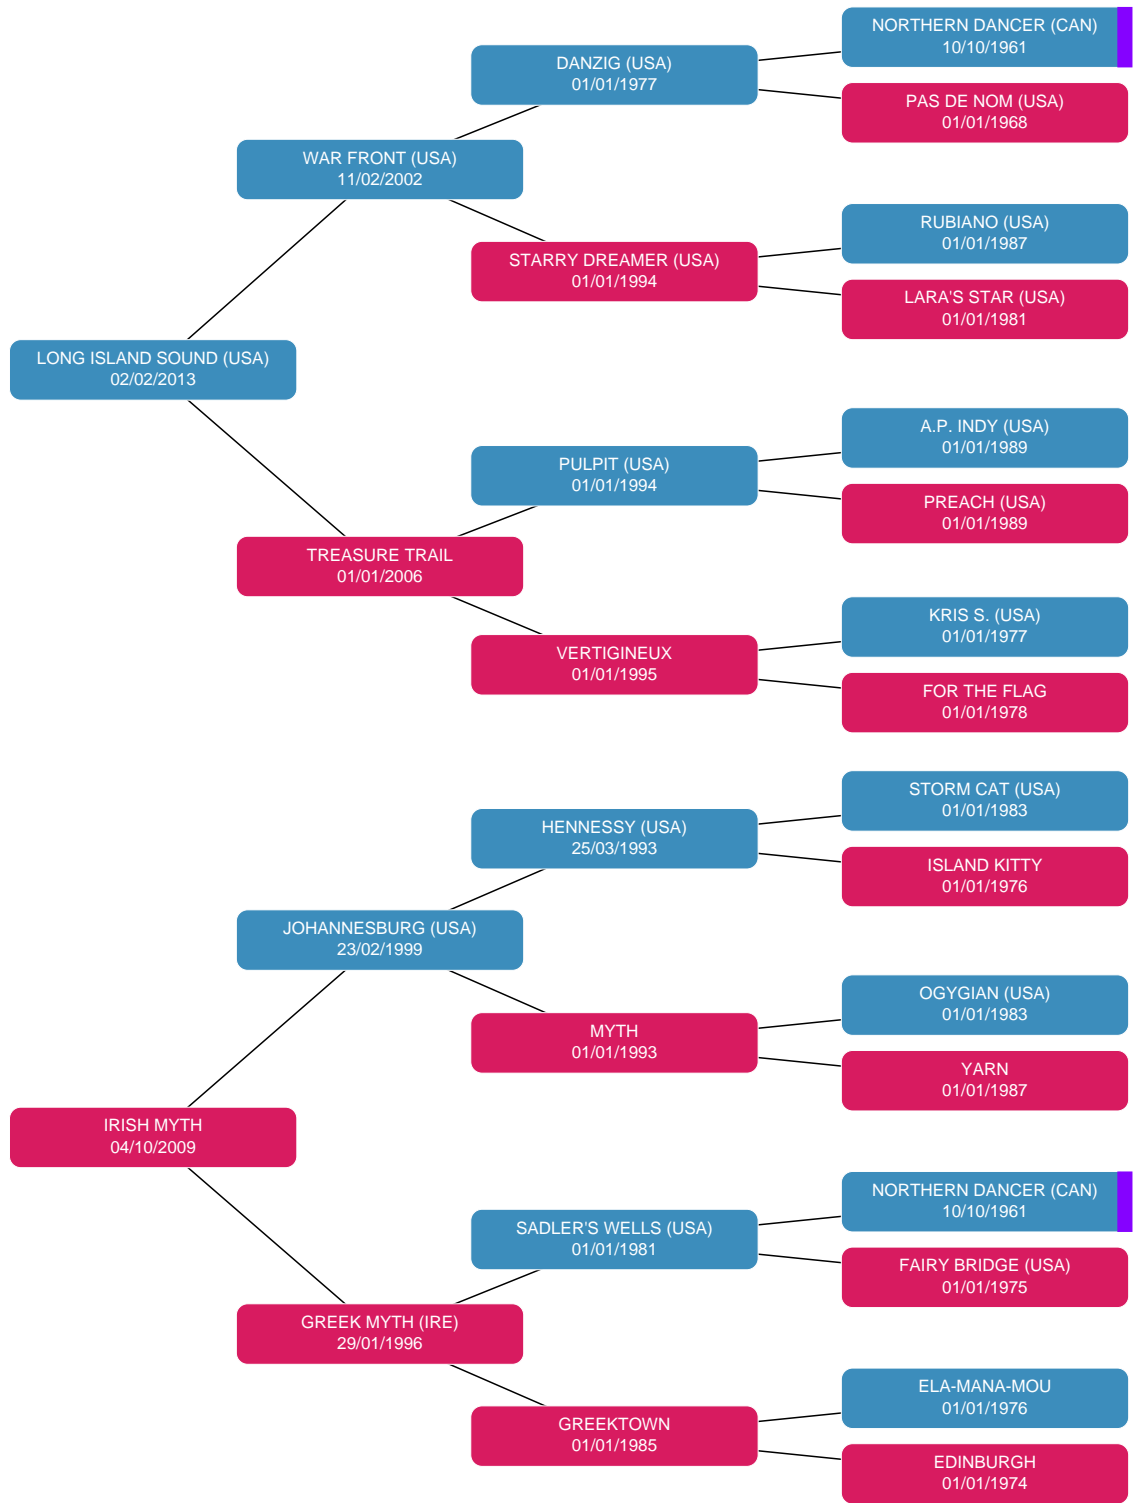 NORTHERN DANCER (CAN)
10/10/1961
DANZIG (USA)
01/01/1977
PAS DE NOM (USA)
01/01/1968
WAR FRONT (USA)
11/02/2002
RUBIANO (USA)
01/01/1987
STARRY DREAMER (USA)
01/01/1994
LARA'S STAR (USA)
01/01/1981
LONG ISLAND SOUND (USA)
02/02/2013
A.P. INDY (USA)
01/01/1989
PULPIT (USA)
01/01/1994
PREACH (USA)
01/01/1989
TREASURE TRAIL
01/01/2006
KRIS S. (USA)
01/01/1977
VERTIGINEUX
01/01/1995
FOR THE FLAG
01/01/1978
STORM CAT (USA)
01/01/1983
HENNESSY (USA)
25/03/1993
ISLAND KITTY
01/01/1976
JOHANNESBURG (USA)
23/02/1999
OGYGIAN (USA)
01/01/1983
MYTH
01/01/1993
YARN
01/01/1987
IRISH MYTH
04/10/2009
NORTHERN DANCER (CAN)
10/10/1961
SADLER'S WELLS (USA)
01/01/1981
FAIRY BRIDGE (USA)
01/01/1975
GREEK MYTH (IRE)
29/01/1996
ELA-MANA-MOU
01/01/1976
GREEKTOWN
01/01/1985
EDINBURGH
01/01/1974